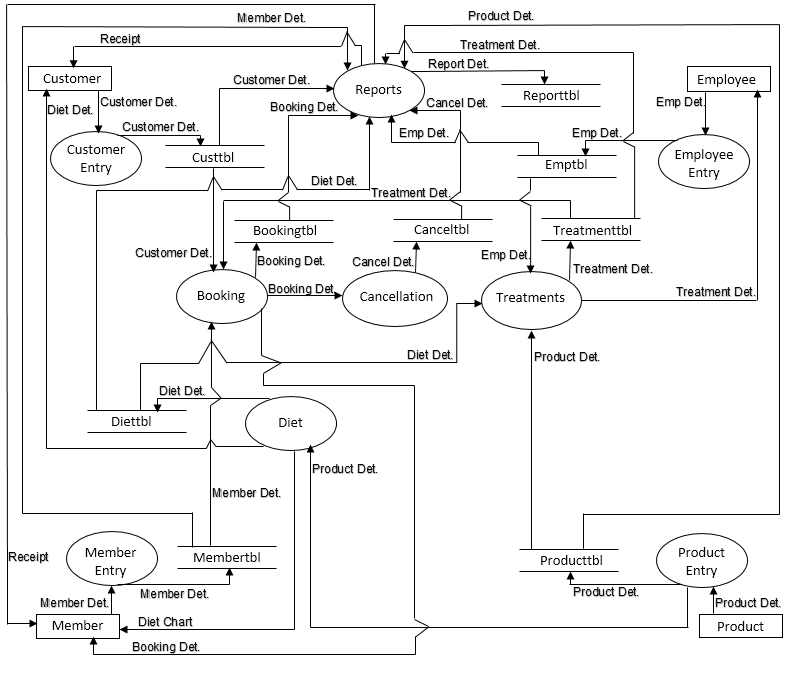 Member Det.
Product Det.
Receipt
Treatment Det.
Customer
Report Det.
Employee
Customer Det.
Reports
Reporttbl
Diet Det.
Customer Det.
Booking Det.
Cancel Det.
Emp Det.
Customer Det.
Emp Det.
Emp Det.
Customer
Entry
Custtbl
Emptbl
Employee
Entry
Diet Det.
Treatment Det.
Bookingtbl
Canceltbl
Treatmenttbl
Customer Det.
Booking Det.
Cancel Det.
Emp Det.
Treatment Det.
Booking
Booking Det.
Cancellation
Treatments
Treatment Det.
Diet Det.
Product Det.
Diet Det.
Diettbl
Diet
Product Det.
Member Det.
Receipt
Member
Entry
Membertbl
Producttbl
Product
Entry
Member Det.
Member Det.
Product Det.
Product Det.
Member
Diet Chart
Product
Booking Det.